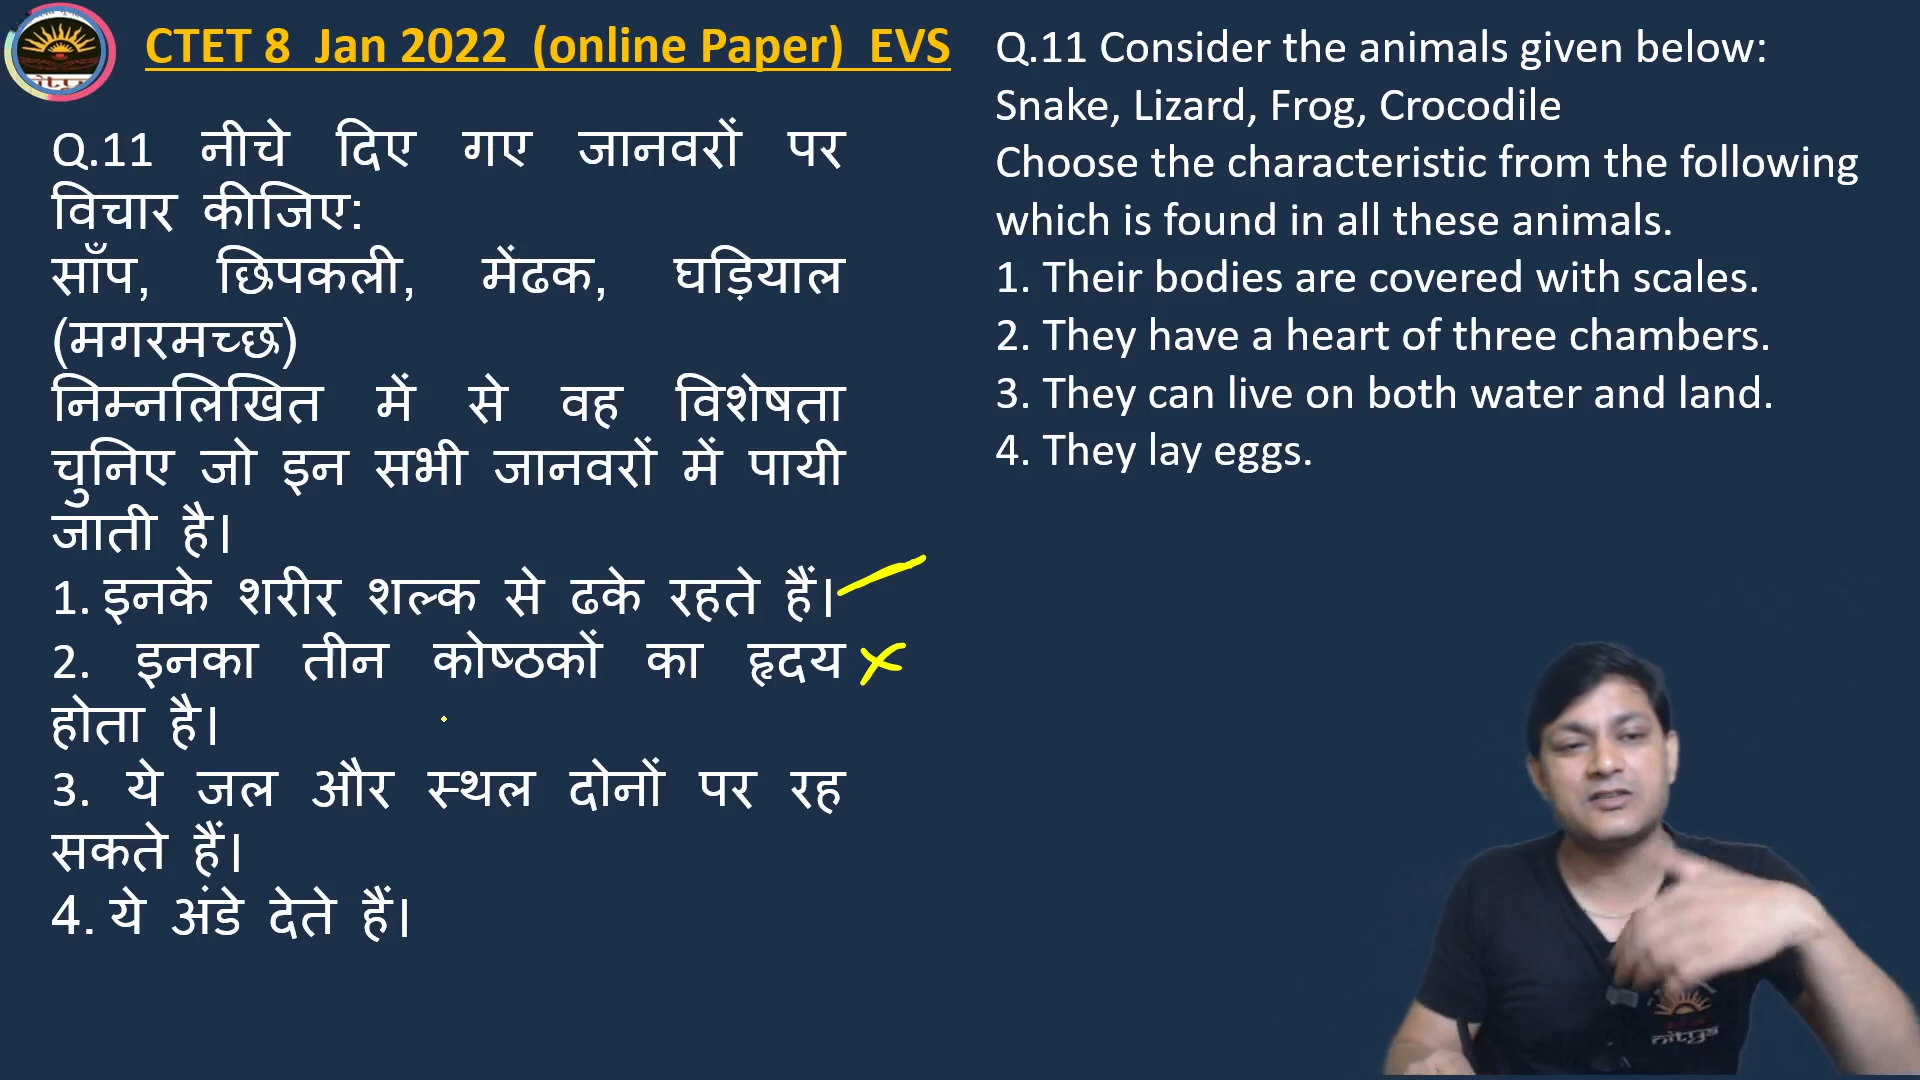 CTET 8 Jan 2022 (online Paper) EVS
Q.11 नीचे दिए गए जानवरों पर
विचार कीजिए:
साँप, छिपकली, मेंढक, घड़ियाल
(मगरमच्छ)
निम्नलिखित में से वह विशेषता
चुनिए जो इन सभी जानवरों में पायी
जाती है।
1. इनके शरीर शल्क से ढके रहते हैं।
2. इनका तीन कोष्ठकों का हृदय
होता है।
3. ये जल और स्थल दोनों पर रह
सकते हैं।
4. ये अंडे देते हैं।
Q.11 Consider the animals given below:
Snake, Lizard, Frog, Crocodile
Choose the characteristic from the following
which is found in all these animals.
1. Their bodies are covered with scales.
2. They have a heart of three chambers.
3. They can live on both water and land.
4. They lay eggs.
nitys